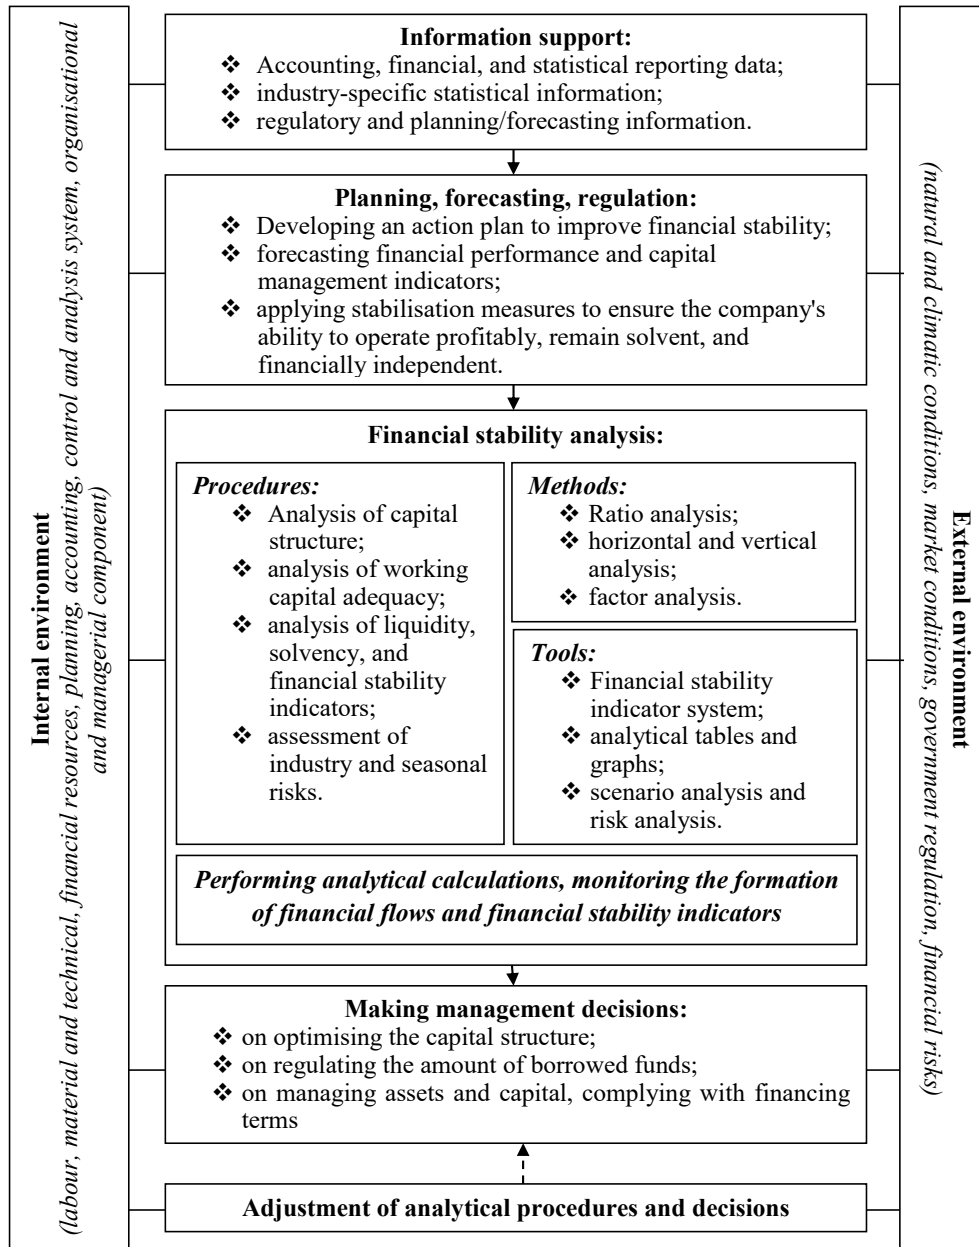 Internal environment
(labour, material and technical, financial resources, planning, accounting, control and analysis system, organisational
and managerial component)
Information support:
❖ Accounting, financial, and statistical reporting data;
❖ industry-specific statistical information;
❖ regulatory and planning/forecasting information.
Planning, forecasting, regulation:
❖ Developing an action plan to improve financial stability;
❖ forecasting financial performance and capital
management indicators;
❖ applying stabilisation measures to ensure the company's
ability to operate profitably, remain solvent, and
financially independent.
Financial stability analysis:
Procedures:
❖ Analysis of capital
structure;
❖ analysis of working
capital adequacy;
❖ analysis of liquidity,
solvency, and
financial stability
indicators;
❖ assessment of
industry and seasonal
risks.
Methods:
❖ Ratio analysis;
❖ horizontal and vertical
analysis;
❖ factor analysis.
Tools:
❖ Financial stability
indicator system;
❖ analytical tables and
graphs;
❖ scenario analysis and
risk analysis.
Performing analytical calculations, monitoring the formation
of financial flows and financial stability indicators
Making management decisions:
❖ on optimising the capital structure;
❖ on regulating the amount of borrowed funds;
❖ on managing assets and capital, complying with financing
terms
Adjustment of analytical procedures and decisions
External environment
(natural and climatic conditions, market conditions, government regulation, financial risks)